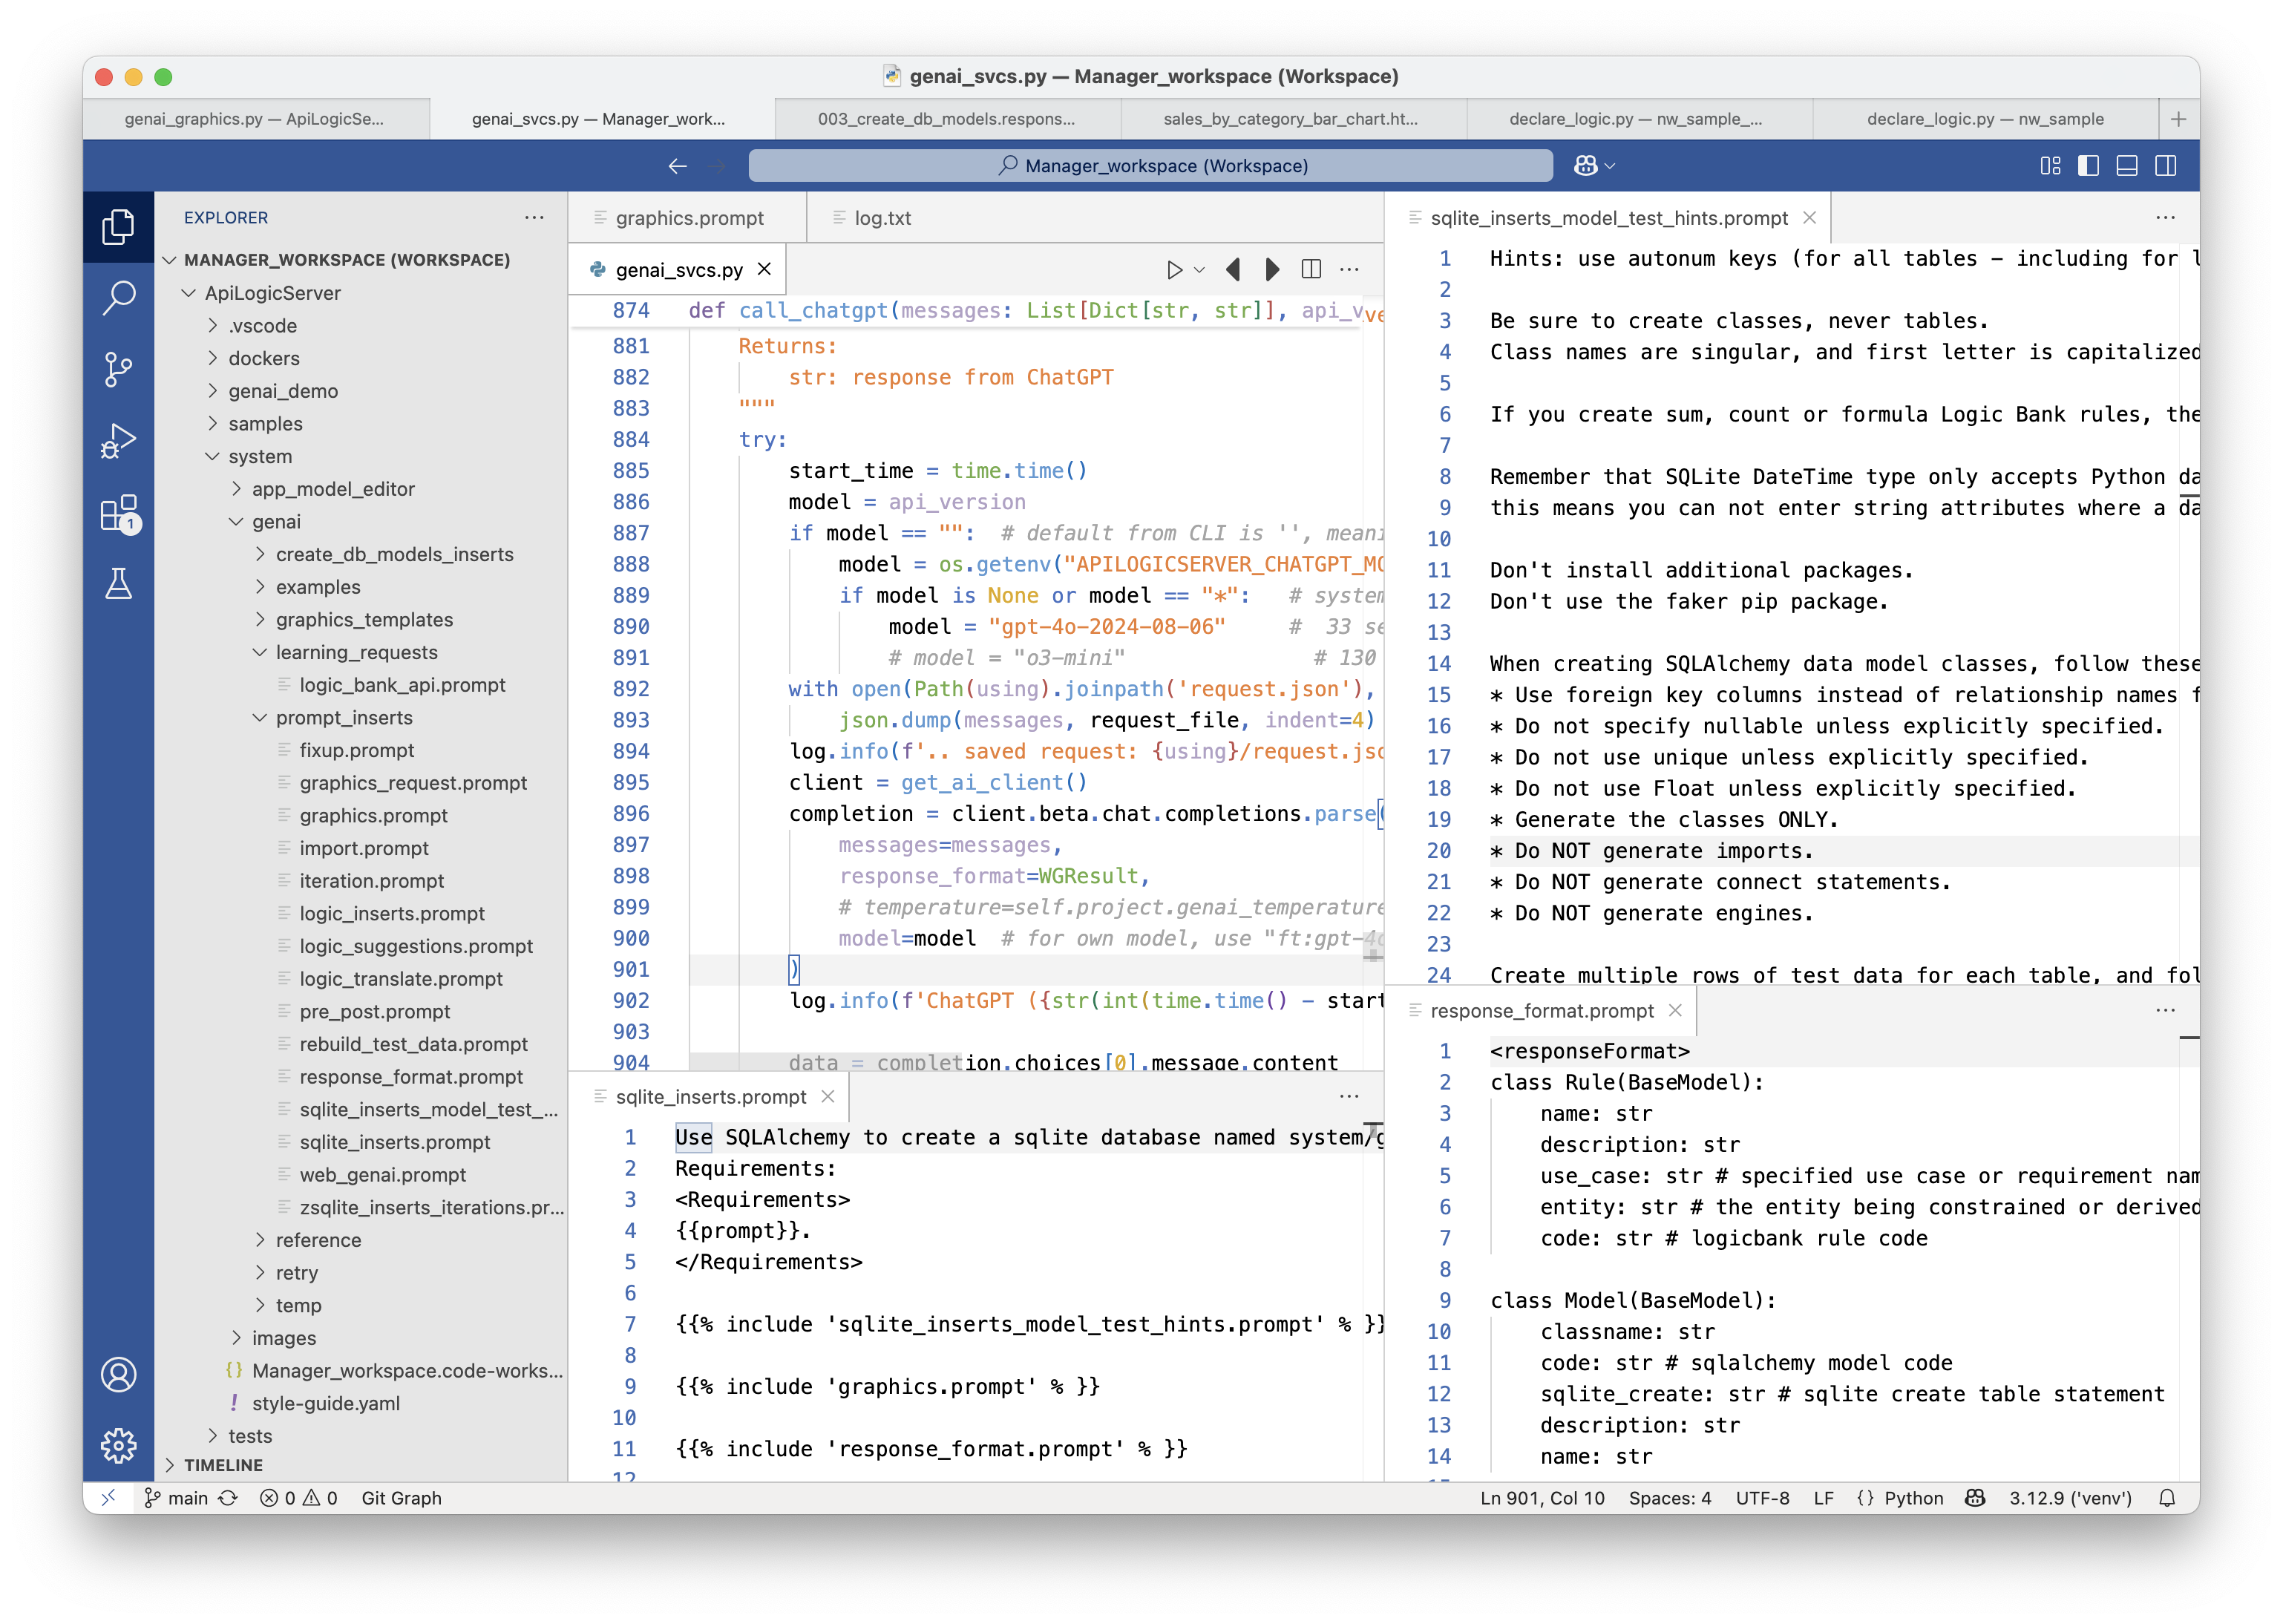 genai_svcs.py — Manager_workspace (Workspace)
genai_graphics.py — ApiLogicSe...
genai_svcs.py — Manager_work...
003_create_db_models.respons...
sales_by_category_bar_chart.ht...
declare_logic.py — nw_sample_...
declare_logic.py — nw_sample
Manager_workspace (Workspace)
EXPLORER
MANAGER_WORKSPACE (WORKSPACE)
ApiLogicServer
.vscode
dockers
genai_demo
samples
system
app_model_editor
genai
create_db_models_inserts
examples
graphics_templates
learning_requests
logic_bank_api.prompt
prompt_inserts
fixup.prompt
graphics_request.prompt
graphics.prompt
import.prompt
iteration.prompt
logic_inserts.prompt
logic_suggestions.prompt
logic_translate.prompt
pre_post.prompt
rebuild_test_data.prompt
response_format.prompt
sqlite_inserts_model_test_...
sqlite_inserts.prompt
web_genai.prompt
zsqlite_inserts_iterations.pr...
reference
retry
temp
images
Manager_workspace.code-works...
style-guide.yaml
tests
TIMELINE
1
graphics.prompt
log.txt
genai_svcs.py
874 def call_chatgpt(messages: List[Dict[str, str]], api_v
881 Returns:
882 str: response from ChatGPT
883 """
884 try:
885 start_time = time.time()
886 model = api_version
887 if model == "": # default from CLI is '', meani
888 model = os.getenv("APILOGICSERVER_CHATGPT_MO
889 if model is None or model == "*": # system
890 model = "gpt-4o-2024-08-06" # 33 se
891 # model = "o3-mini" # 130
892 with open(Path(using).joinpath('request.json'),
893 json.dump(messages, request_file, indent=4)
894 log.info(f'.. saved request: {using}/request.jso
895 client = get_ai_client()
896 completion = client.beta.chat.completions.parse(
897 messages=messages,
898 response_format=WGResult,
899 # temperature=self.project.genai_temperature
900 model=model # for own model, use "ft:gpt-4o
901 )
902 log.info(f'ChatGPT ({str(int(time.time() - start
903
904 data = completion.choices[0].message.content
sqlite_inserts.prompt
1 Use SQLAlchemy to create a sqlite database named system/g
2 Requirements:
3 <Requirements>
4 {{prompt}}.
5 </Requirements>
6
7 {{% include 'sqlite_inserts_model_test_hints.prompt' % }}
8
9 {{% include 'graphics.prompt' % }}
10
11 {{% include 'response_format.prompt' % }}
12
sqlite_inserts_model_test_hints.prompt
1 Hints: use autonum keys (for all tables - including for l
2
3 Be sure to create classes, never tables.
4 Class names are singular, and first letter is capitalized
5
6 If you create sum, count or formula Logic Bank rules, the
7
8 Remember that SQLite DateTime type only accepts Python da
9 this means you can not enter string attributes where a da
10
11 Don't install additional packages.
12 Don't use the faker pip package.
13
14 When creating SQLAlchemy data model classes, follow these
15 * Use foreign key columns instead of relationship names f
16 * Do not specify nullable unless explicitly specified.
17 * Do not use unique unless explicitly specified.
18 * Do not use Float unless explicitly specified.
19 * Generate the classes ONLY.
20 * Do NOT generate imports.
21 * Do NOT generate connect statements.
22 * Do NOT generate engines.
23
24 Create multiple rows of test data for each table, and fol
response_format.prompt
1 <responseFormat>
2 class Rule(BaseModel):
3 name: str
4 description: str
5 use_case: str # specified use case or requirement nam
6 entity: str # the entity being constrained or derived
7 code: str # logicbank rule code
8
9 class Model(BaseModel):
10 classname: str
11 code: str # sqlalchemy model code
12 sqlite_create: str # sqlite create table statement
13 description: str
14 name: str
main
0
0
Git Graph
Ln 901, Col 10
Spaces: 4
UTF-8
LF
{} Python
3.12.9 ('venv')